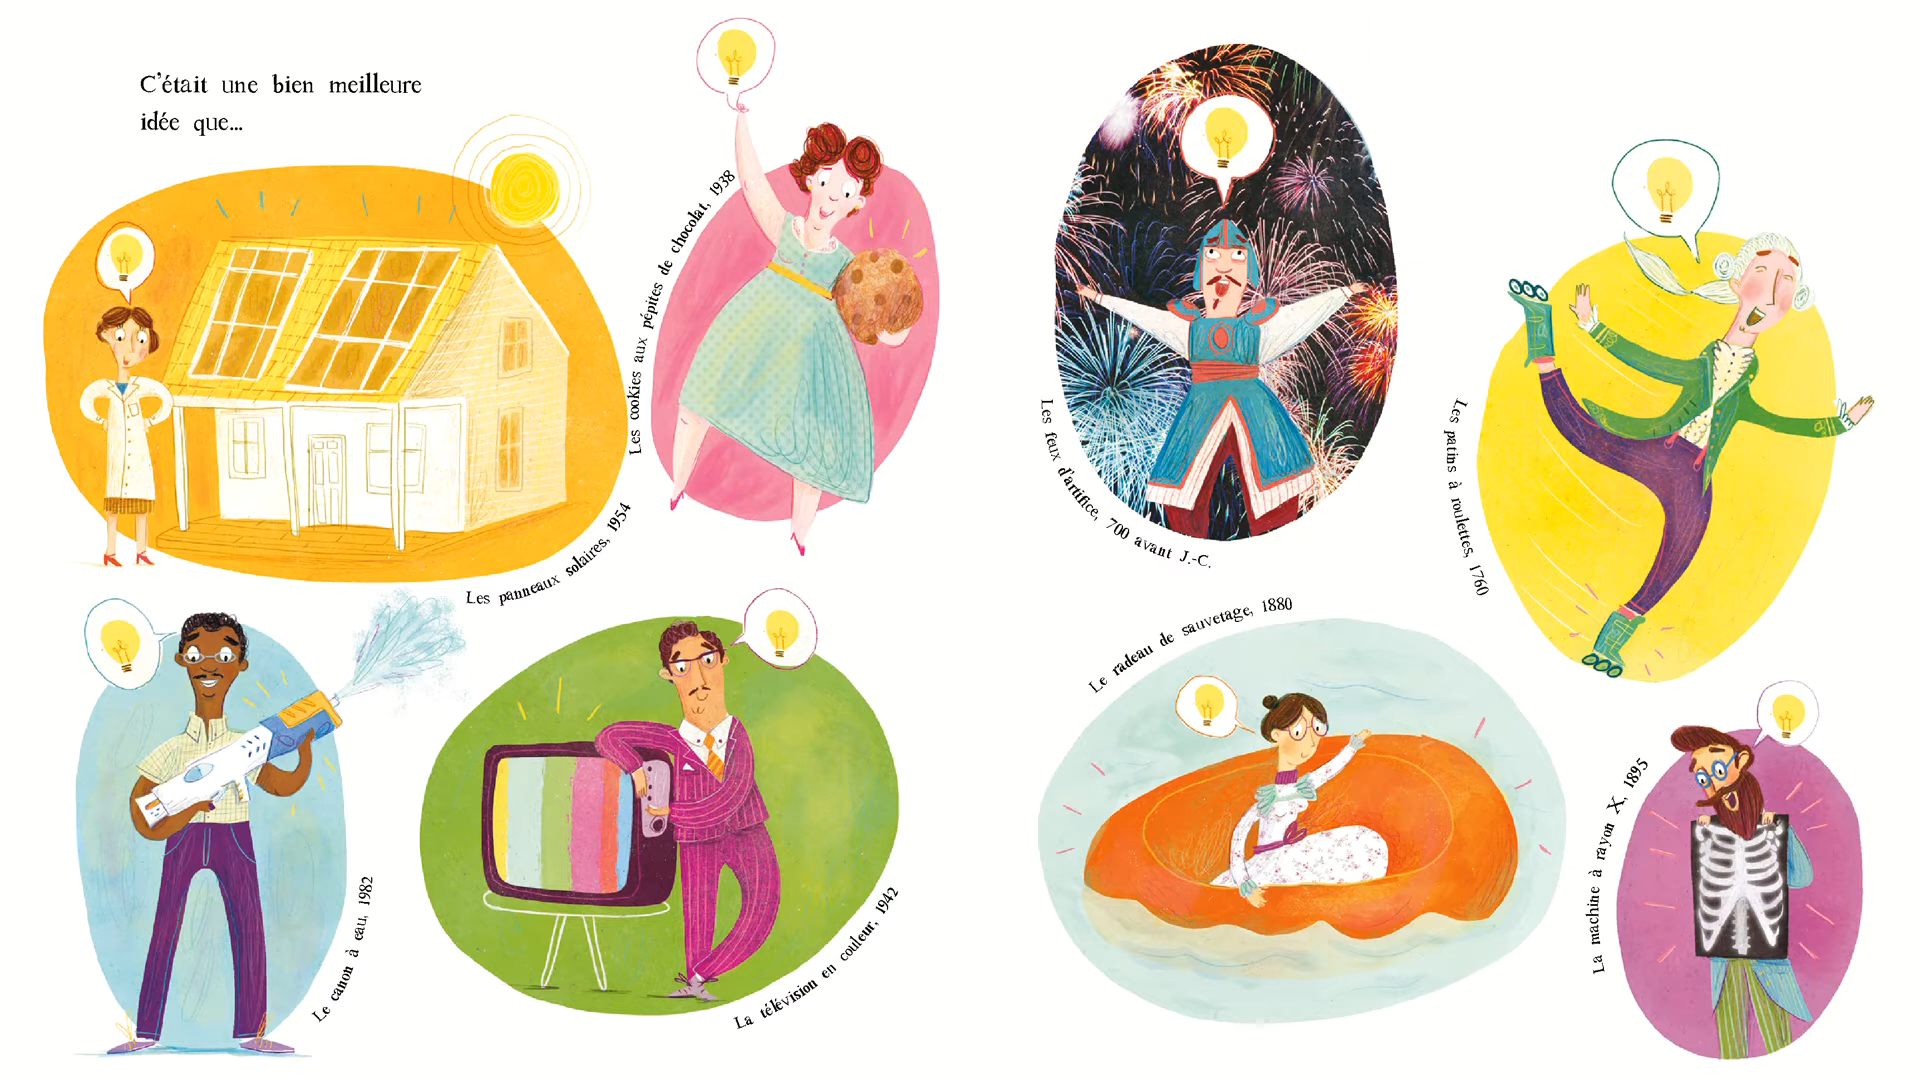 C'était une bien meilleure
idée que...
Les panneaux solaires, 1954
Les cookies aux pépites de chocolat, 1938
Le canon à eau, 1982
La télévision en couleur, 1942
Les feux d'artifice, 700 avant J.-C.
Les patins à roulettes, 1760
Le radeau de sauvetage, 1880
La machine à rayon X, 1895